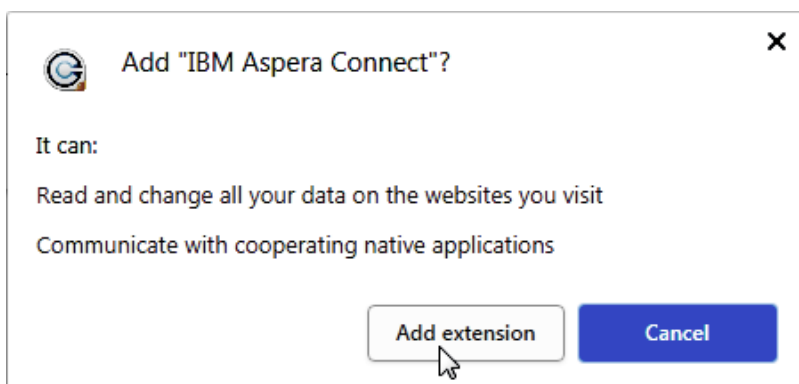 Add "IBM Aspera Connect"?
It can:
Read and change all your data on the websites you visit
Communicate with cooperating native applications
Add extension
Cancel